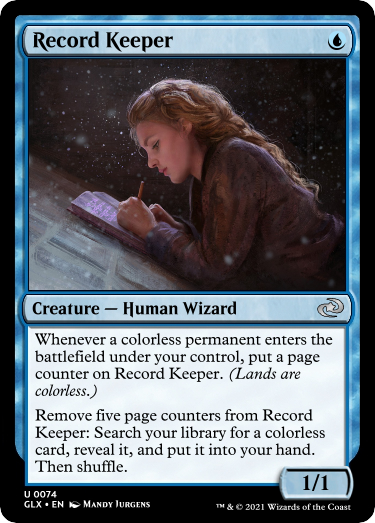 Record Keeper
Creature — Human Wizard
Whenever a colorless permanent enters the
battlefield under your control, put a page
counter on Record Keeper. (Lands are
colorless.)
Remove five page counters from Record
Keeper: Search your library for a colorless
card, reveal it, and put it into your hand.
Then shuffle.
1/1
U 0074
GLX • EN Mandy Jurgens
™ & © 2021 Wizards of the Coast